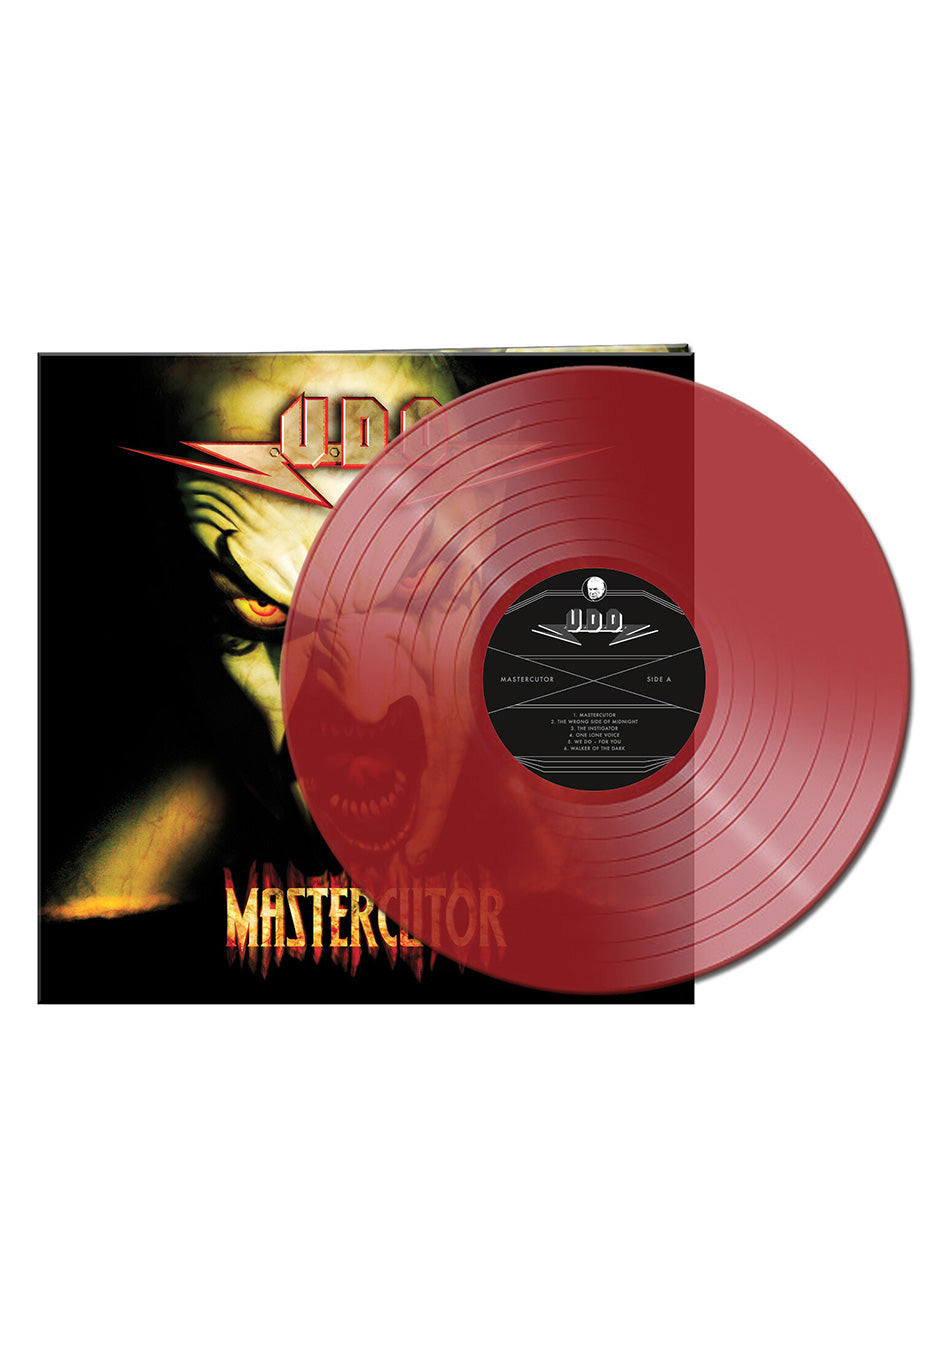 U.D.O.
MASTERCUTOR
U.D.O.
MASTERCUTOR SIDE A
1. MASTERCUTOR
2. THE WRONG SIDE OF MIDNIGHT
3. THE INSTIGATOR
4. ONE LONE VOICE
5. WE DO - FOR YOU
6. WALKER OF THE DARK